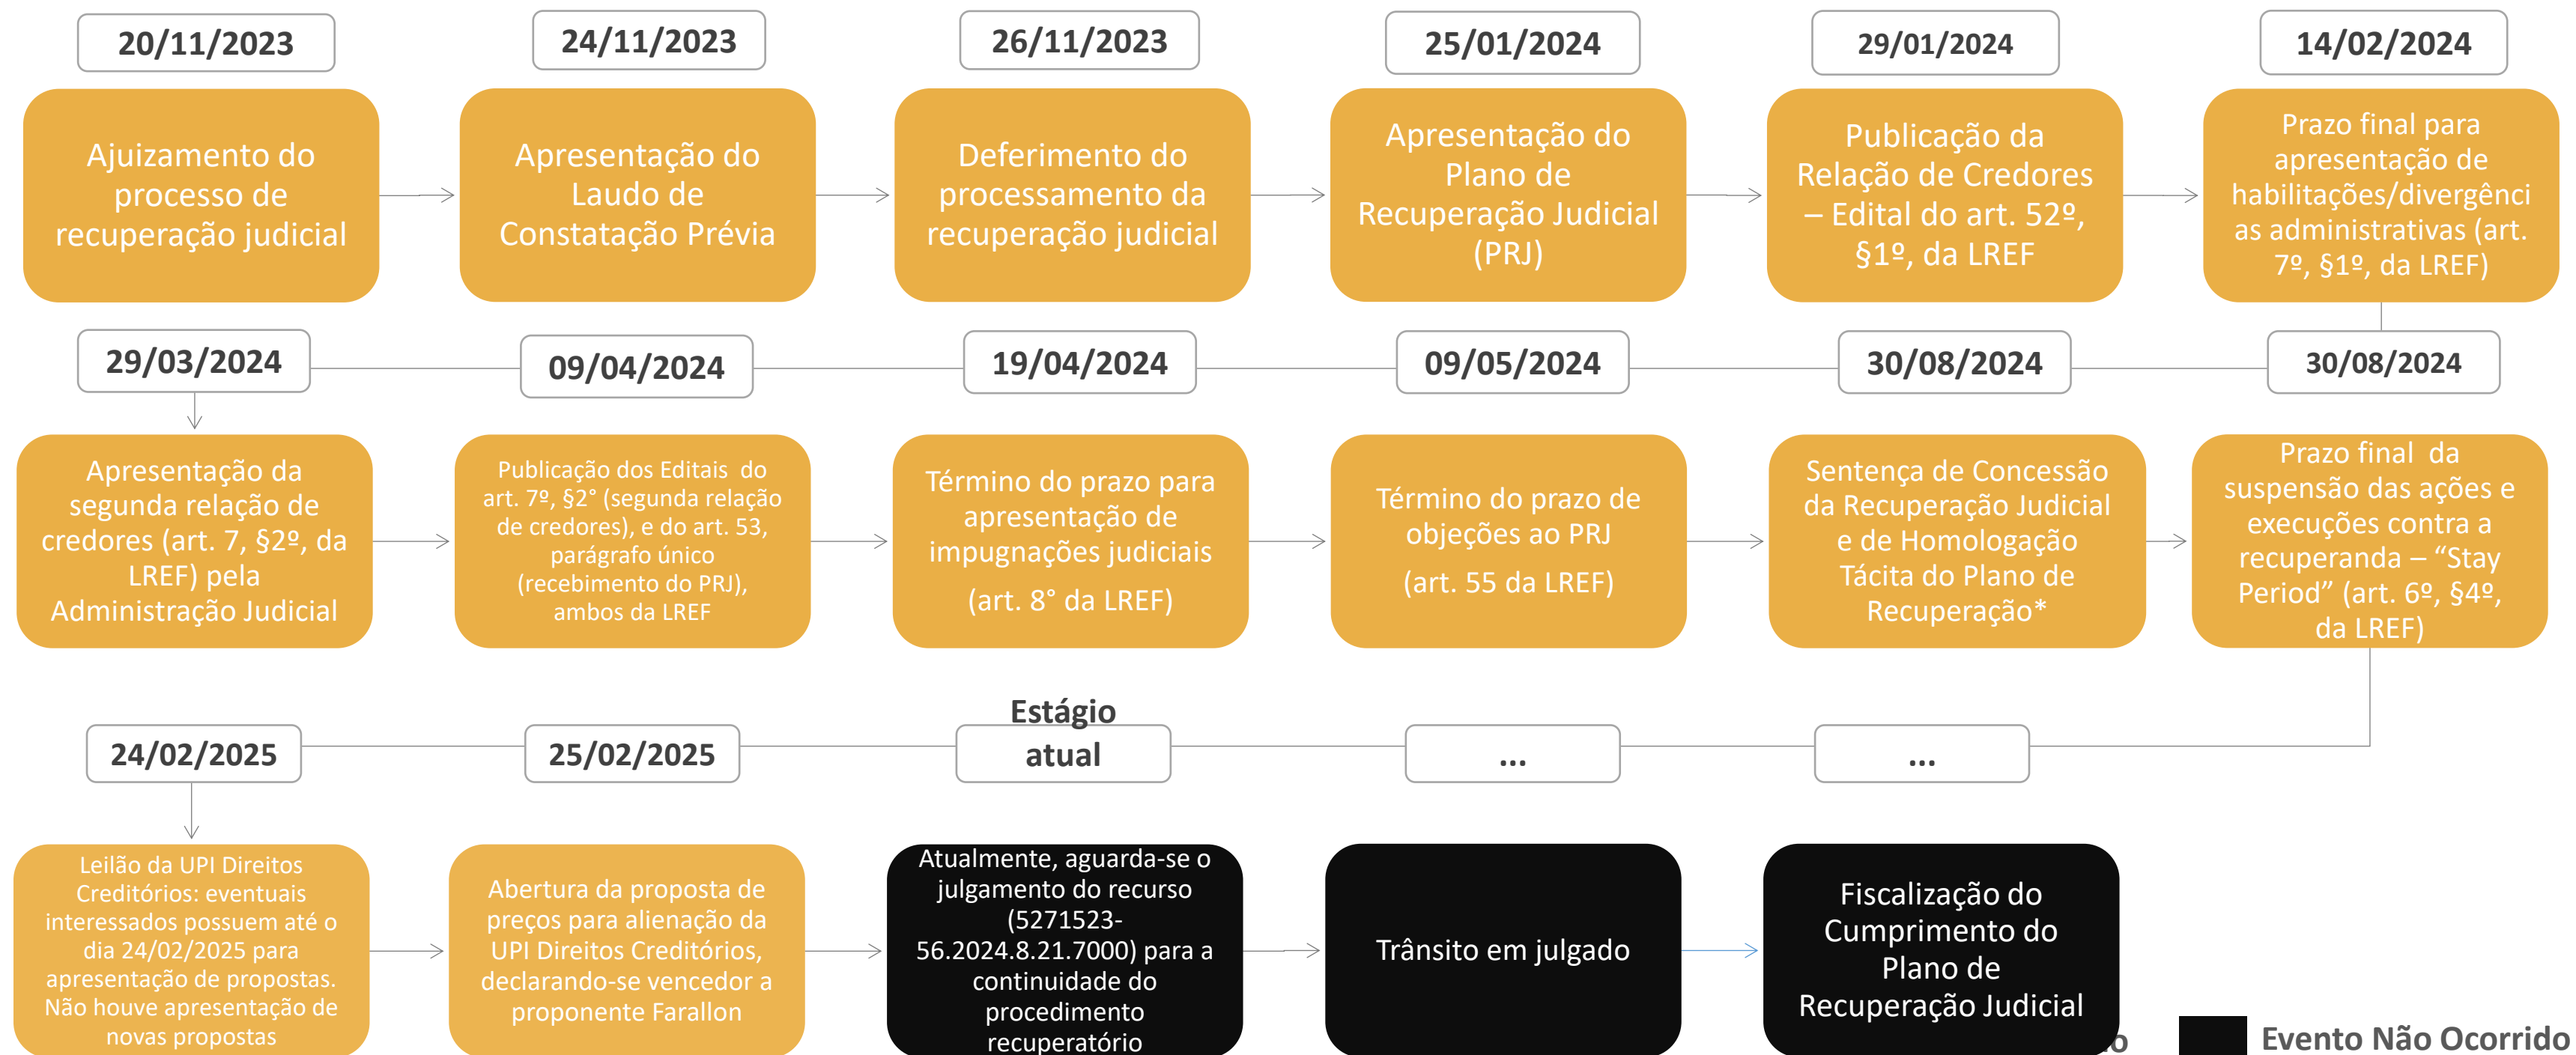 20/11/2023
24/11/2023
26/11/2023
25/01/2024
29/01/2024
14/02/2024
Ajuizamento do
processo de
recuperação judicial
Apresentação do
Laudo de
Constatação Prévia
Deferimento do
processamento da
recuperação judicial
Apresentação do
Plano de
Recuperação Judicial
(PRJ)
Publicação da
Relação de Credores
– Edital do art. 52º,
§1º, da LREF
Prazo final para
apresentação de
habilitações/divergênci
as administrativas (art.
7º, §1º, da LREF)
29/03/2024
09/04/2024
19/04/2024
09/05/2024
30/08/2024
30/08/2024
Apresentação da
segunda relação de
credores (art. 7, §2º, da
LREF) pela
Administração Judicial
Publicação dos Editais do
art. 7º, §2° (segunda relação
de credores), e do art. 53,
parágrafo único
(recebimento do PRJ),
ambos da LREF
Término do prazo para
apresentação de
impugnações judiciais
(art. 8° da LREF)
Término do prazo de
objeções ao PRJ
(art. 55 da LREF)
Sentença de Concessão
da Recuperação Judicial
e de Homologação
Tácita do Plano de
Recuperação*
Prazo final da
suspensão das ações e
execuções contra a
recuperanda – “Stay
Period” (art. 6º, §4º,
da LREF)
24/02/2025
25/02/2025
Estágio
atual
...
...
Leilão da UPI Direitos
Creditórios: eventuais
interessados possuem até o
dia 24/02/2025 para
apresentação de propostas.
Não houve apresentação de
novas propostas
Abertura da proposta de
preços para alienação da
UPI Direitos Creditórios,
declarando-se vencedor a
proponente Farallon
Atualmente, aguarda-se o
julgamento do recurso
(5271523-
56.2024.8.21.7000) para a
continuidade do
procedimento
recuperatório
Trânsito em julgado
Fiscalização do
Cumprimento do
Plano de
Recuperação Judicial
Evento Não Ocorrido